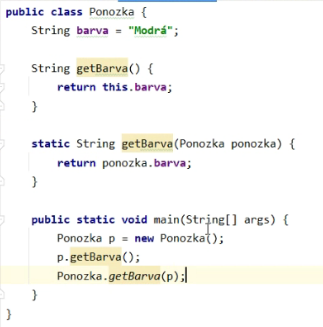 public class Ponozka {
String barva = "Modrá";
String getBarva() {
return this.barva;
}
static String getBarva(Ponozka ponozka) {
return ponozka.barva;
}
public static void main(String[] args) {
Ponozka p = new Ponozka();
p.getBarva();
Ponozka.getBarva(p);
}
}